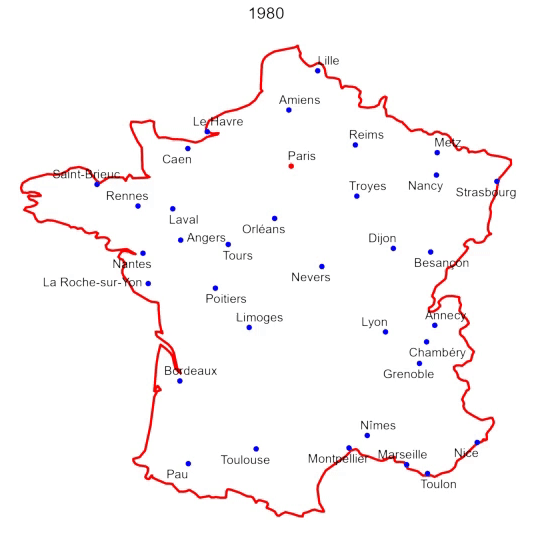 1980
Lille
Amiens
Le Havre
Reims
Metz
Caen
Paris
Saint-Brieuc
Troyes
Nancy
Strasbourg
Rennes
Laval
Orléans
Angers
Dijon
Tours
Nantes
Besançon
Nevers
La Roche-sur-Yon
Poitiers
Annecy
Limoges
Lyon
Chambéry
Bordeaux
Grenoble
Nîmes
Nice
Toulouse
Montpellier
Marseille
Pau
Toulon